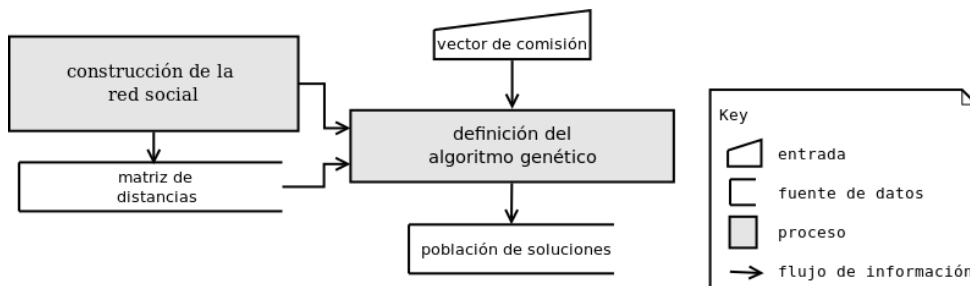 construcción de la
red social
matriz de
distancias
vector de comisión
definición del
algoritmo genético
población de soluciones
Key
entrada
fuente de datos
proceso
flujo de información